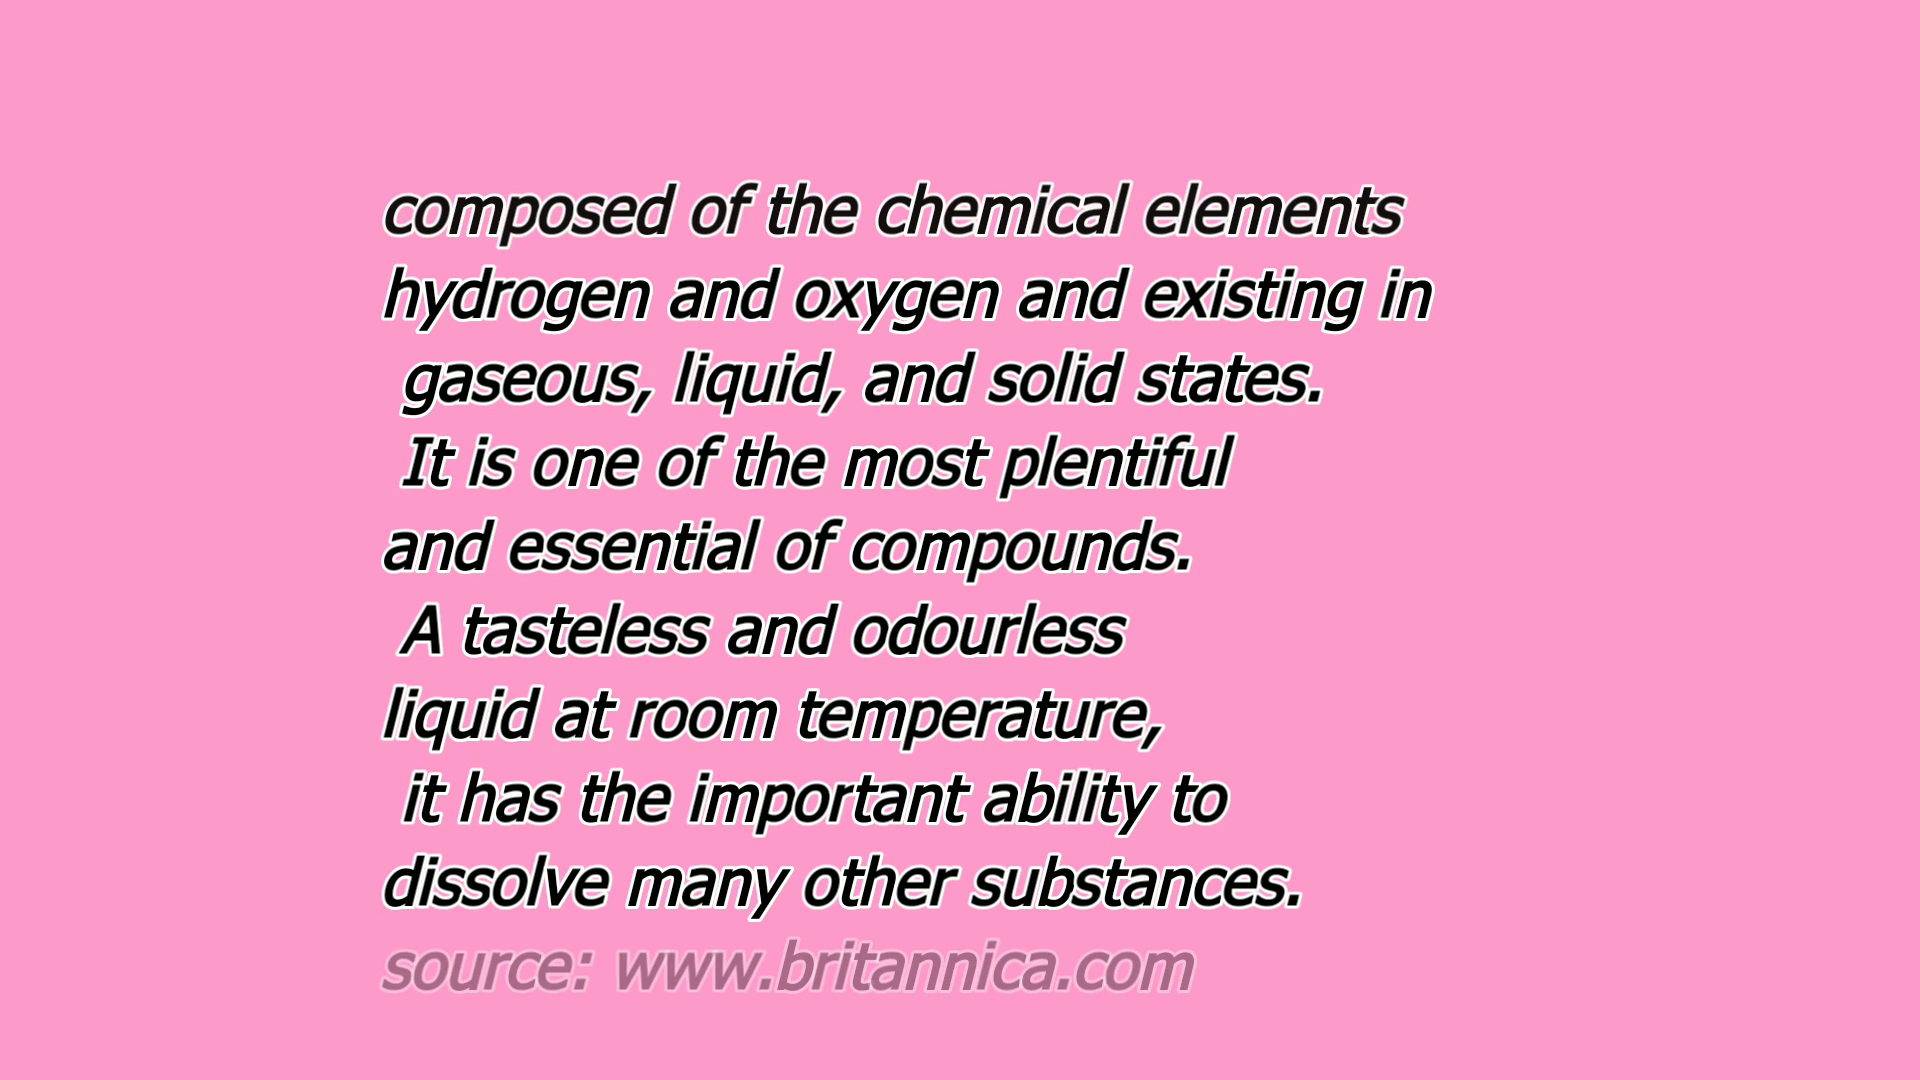 composed of the chemical elements
hydrogen and oxygen and existing in
gaseous, liquid, and solid states.
It is one of the most plentiful
and essential of compounds.
A tasteless and odourless
liquid at room temperature,
it has the important ability to
dissolve many other substances.
source: www.britannica.com